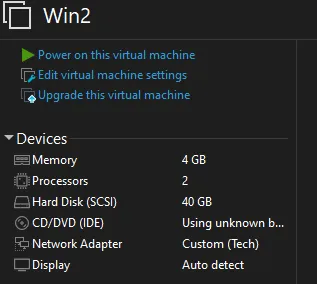 Win2
Power on this virtual machine
Edit virtual machine settings
Upgrade this virtual machine
Devices
Memory 4 GB
Processors 2
Hard Disk (SCSI) 40 GB
CD/DVD (IDE) Using unknown b...
Network Adapter Custom (Tech)
Display Auto detect